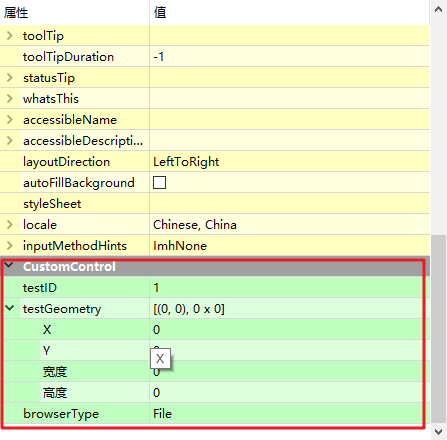 属性 值
toolTip
toolTipDuration -1
statusTip
whatsThis
accessibleName
accessibleDescripti...
layoutDirection LeftToRight
autoFillBackground
styleSheet
locale Chinese, China
inputMethodHints ImhNone
CustomControl
testID 1
testGeometry [(0, 0), 0 x 0]
X 0
Y
X
宽度 0
高度 0
browserType File